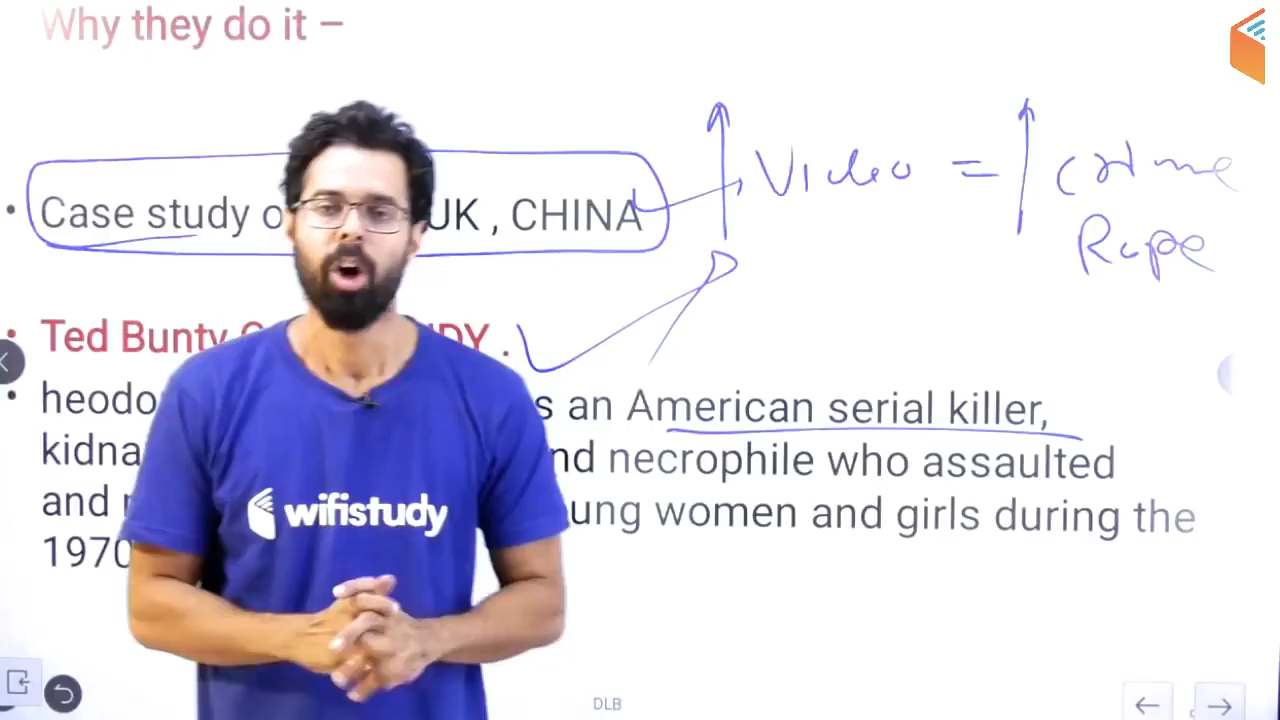 Why they do it –
Video = Crime
• Case study o UK , CHINA
Rape
• Ted Bunty DY .
• heodo s an American serial killer,
kidna nd necrophile who assaulted
and ung women and girls during the
wifistudy
1970
DLB